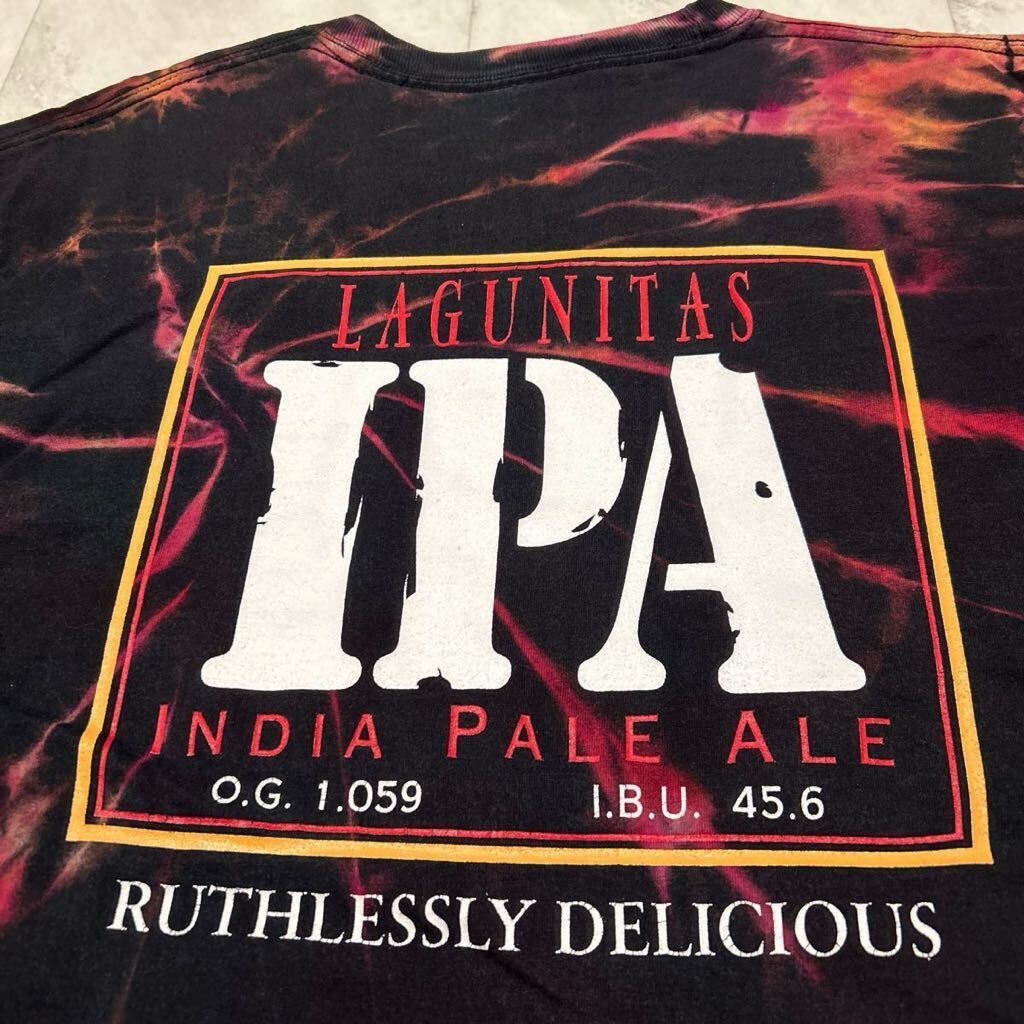 LAGUNITAS
IPA
INDIA PALE ALE
O.G. 1.059 I.B.U. 45.6
RUTHLESSLY DELICIOUS